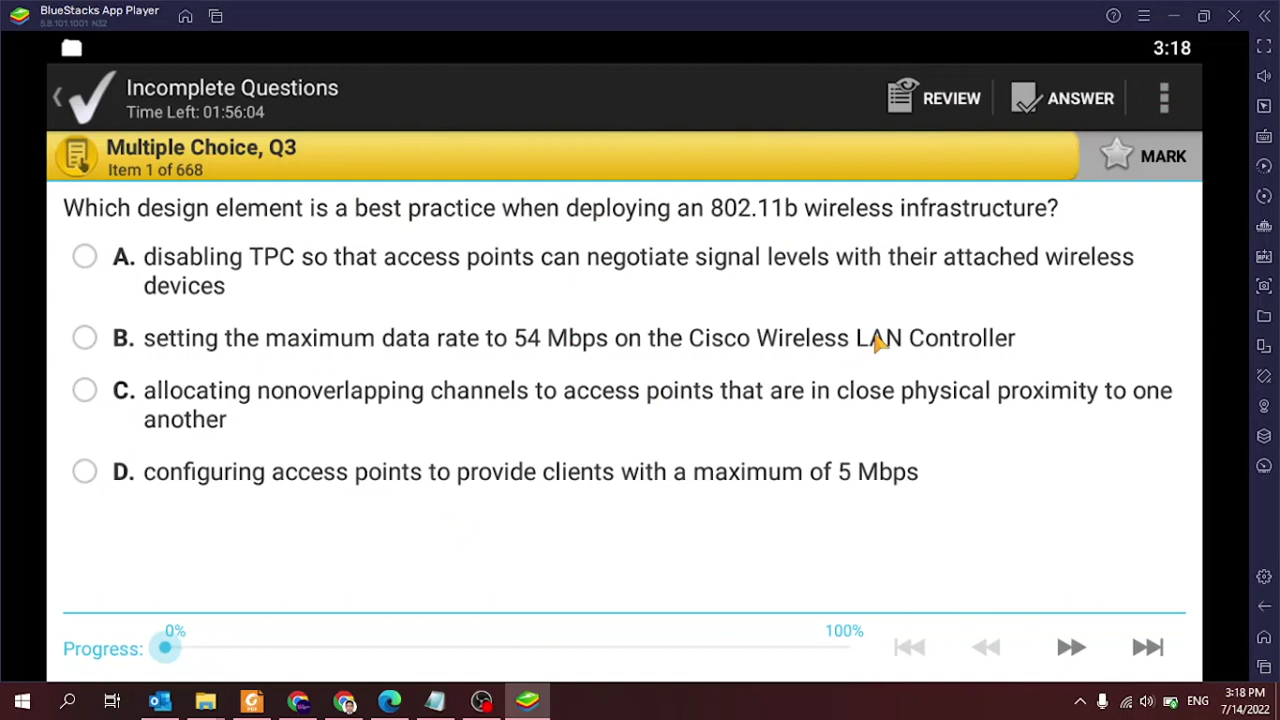 BlueStacks App Player
5.8.101.1001 N32
3:18
Incomplete Questions
Time Left: 01:56:04
REVIEW
ANSWER
Multiple Choice, Q3
Item 1 of 668
MARK
Which design element is a best practice when deploying an 802.11b wireless infrastructure?
A. disabling TPC so that access points can negotiate signal levels with their attached wireless
devices
B. setting the maximum data rate to 54 Mbps on the Cisco Wireless LAN Controller
C. allocating nonoverlapping channels to access points that are in close physical proximity to one
another
D. configuring access points to provide clients with a maximum of 5 Mbps
0%
100%
Progress:
ENG
3:18 PM
7/14/2022